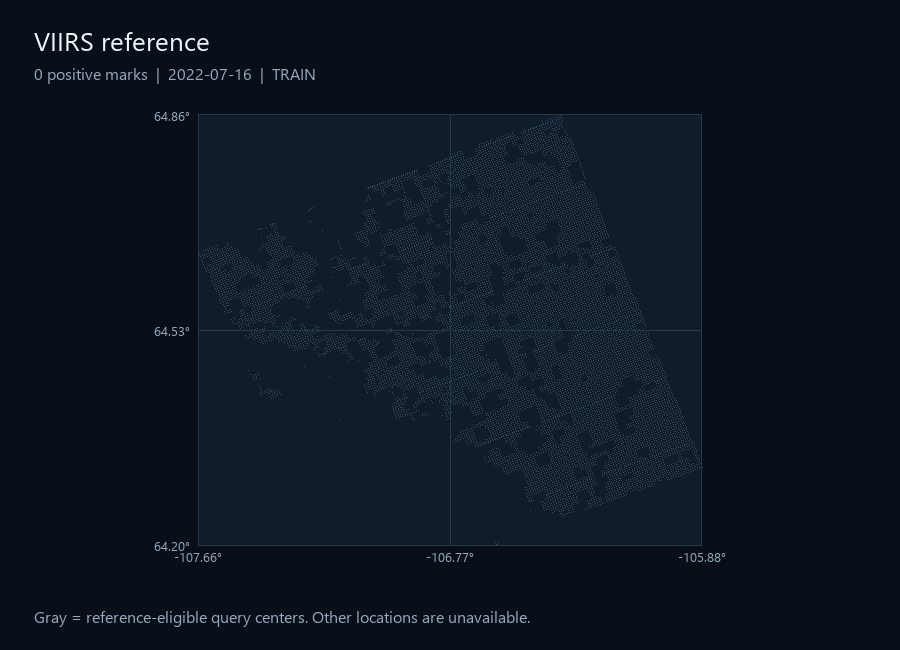 VIIRS reference
0 positive marks | 2022-07-16 | TRAIN
64.86°
64.53°
64.20°
-107.66°
-106.77°
-105.88°
Gray = reference-eligible query centers. Other locations are unavailable.